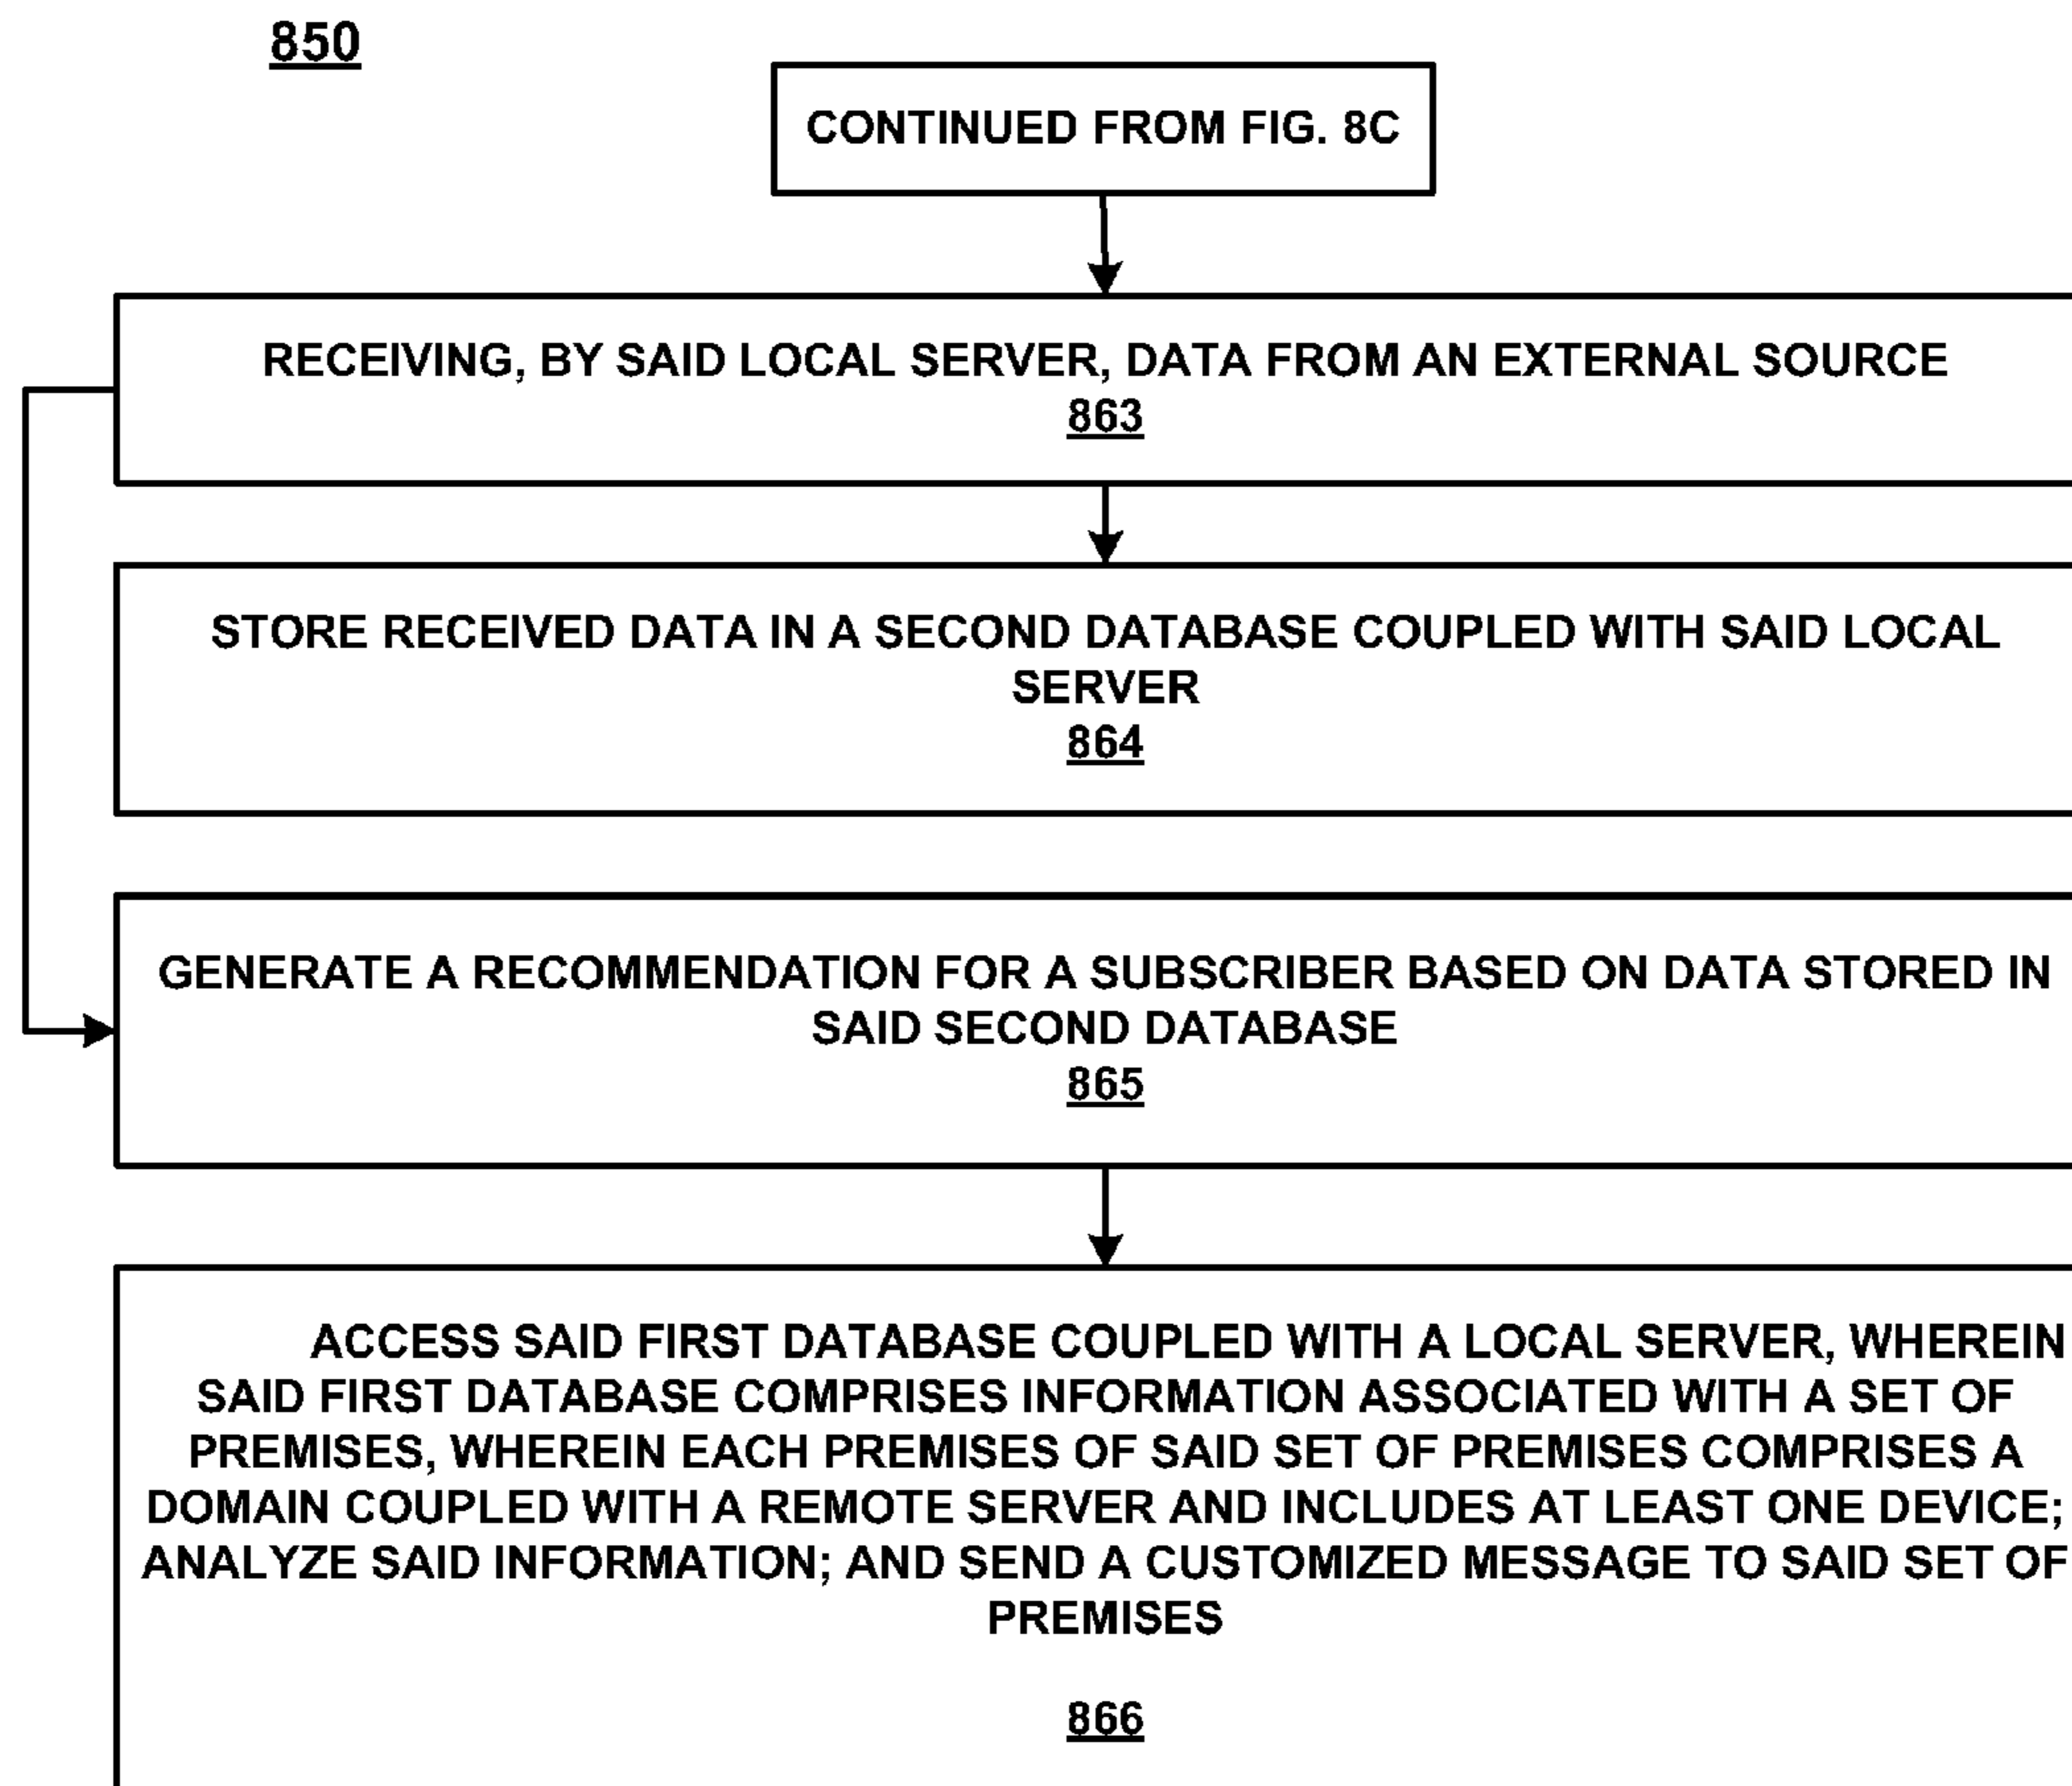 850
CONTINUED FROM FIG. 8C
RECEIVING, BY SAID LOCAL SERVER, DATA FROM AN EXTERNAL SOURCE
863
STORE RECEIVED DATA IN A SECOND DATABASE COUPLED WITH SAID LOCAL
SERVER
864
GENERATE A RECOMMENDATION FOR A SUBSCRIBER BASED ON DATA STORED IN
SAID SECOND DATABASE
865
ACCESS SAID FIRST DATABASE COUPLED WITH A LOCAL SERVER, WHEREIN
SAID FIRST DATABASE COMPRISES INFORMATION ASSOCIATED WITH A SET OF
PREMISES, WHEREIN EACH PREMISES OF SAID SET OF PREMISES COMPRISES A
DOMAIN COUPLED WITH A REMOTE SERVER AND INCLUDES AT LEAST ONE DEVICE;
ANALYZE SAID INFORMATION; AND SEND A CUSTOMIZED MESSAGE TO SAID SET OF
PREMISES
866